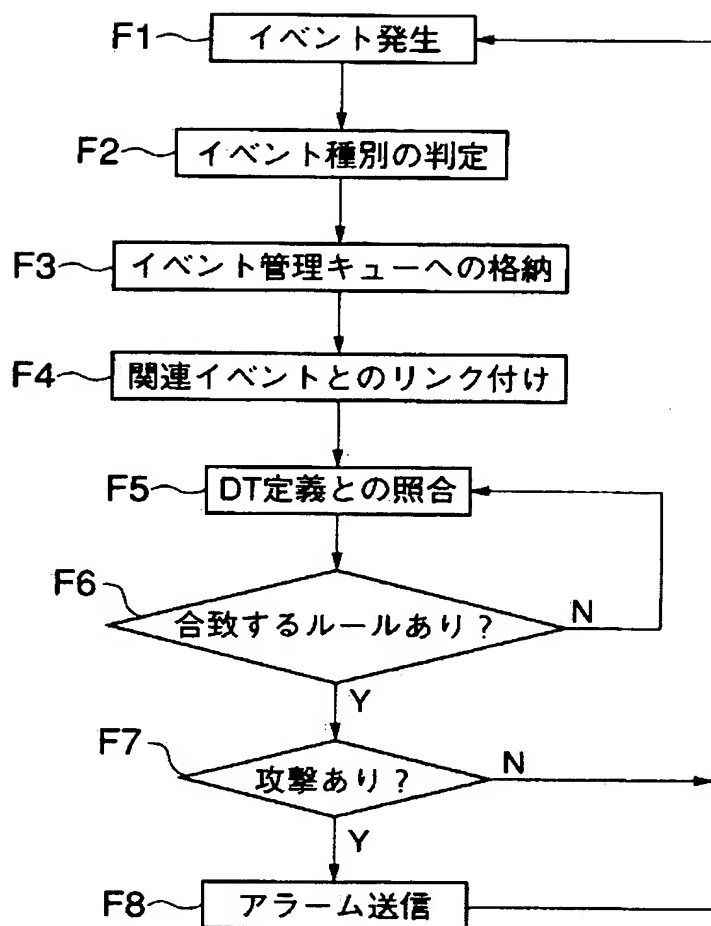 F1 イベント発生
F2 イベント種別の判定
F3 イベント管理キューへの格納
F4 関連イベントとのリンク付け
F5 DT定義との照合
F6 合致するルールあり?
N
Y
F7 攻撃あり?
N
Y
F8 アラーム送信